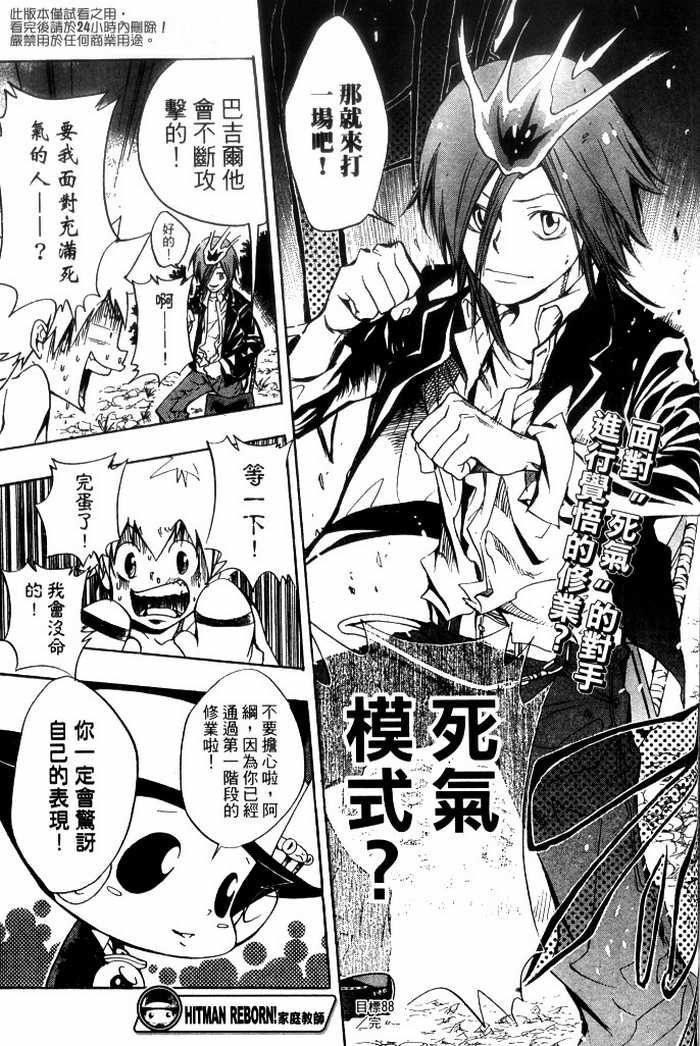 此版本僅試看之用，
看完後請於24小時內刪除！
嚴禁用於任何商業用途。
那就來打
一場吧！
面對〝死氣〞的對手
進行覺悟的修業？
死氣
模式？
目標88
／完
巴吉爾他
會不斷攻
擊的！
好的！
啊——！
要我面對充滿死
氣的人——？
等一下！
完蛋了！
我會沒命
的！
不要擔心啦，阿
綱，因為你已經
通過第一階段的
修業啦！
你一定會驚訝
自己的表現！
HITMAN REBORN!家庭教師